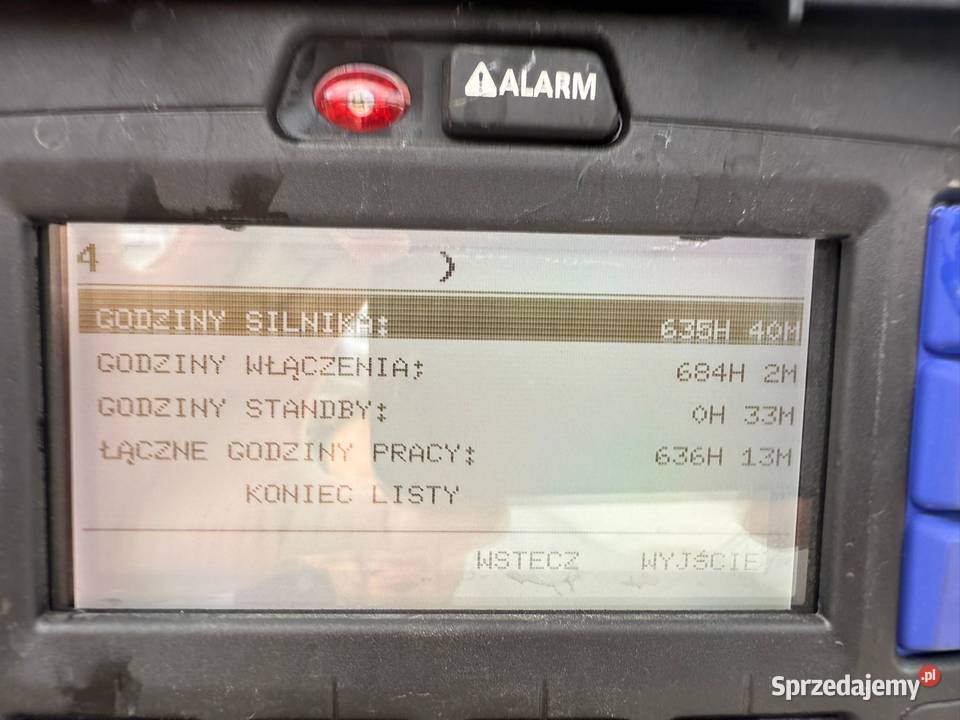 ⚠ALARM
4
GODZINY SILNIKA: 635H 40M
GODZINY WŁĄCZENIA: 684H 2M
GODZINY STANDBY: 0H 33M
ŁĄCZNE GODZINY PRACY: 636H 13M
KONIEC LISTY
WSTECZ WYJŚCIE
Sprzedajemy.pl